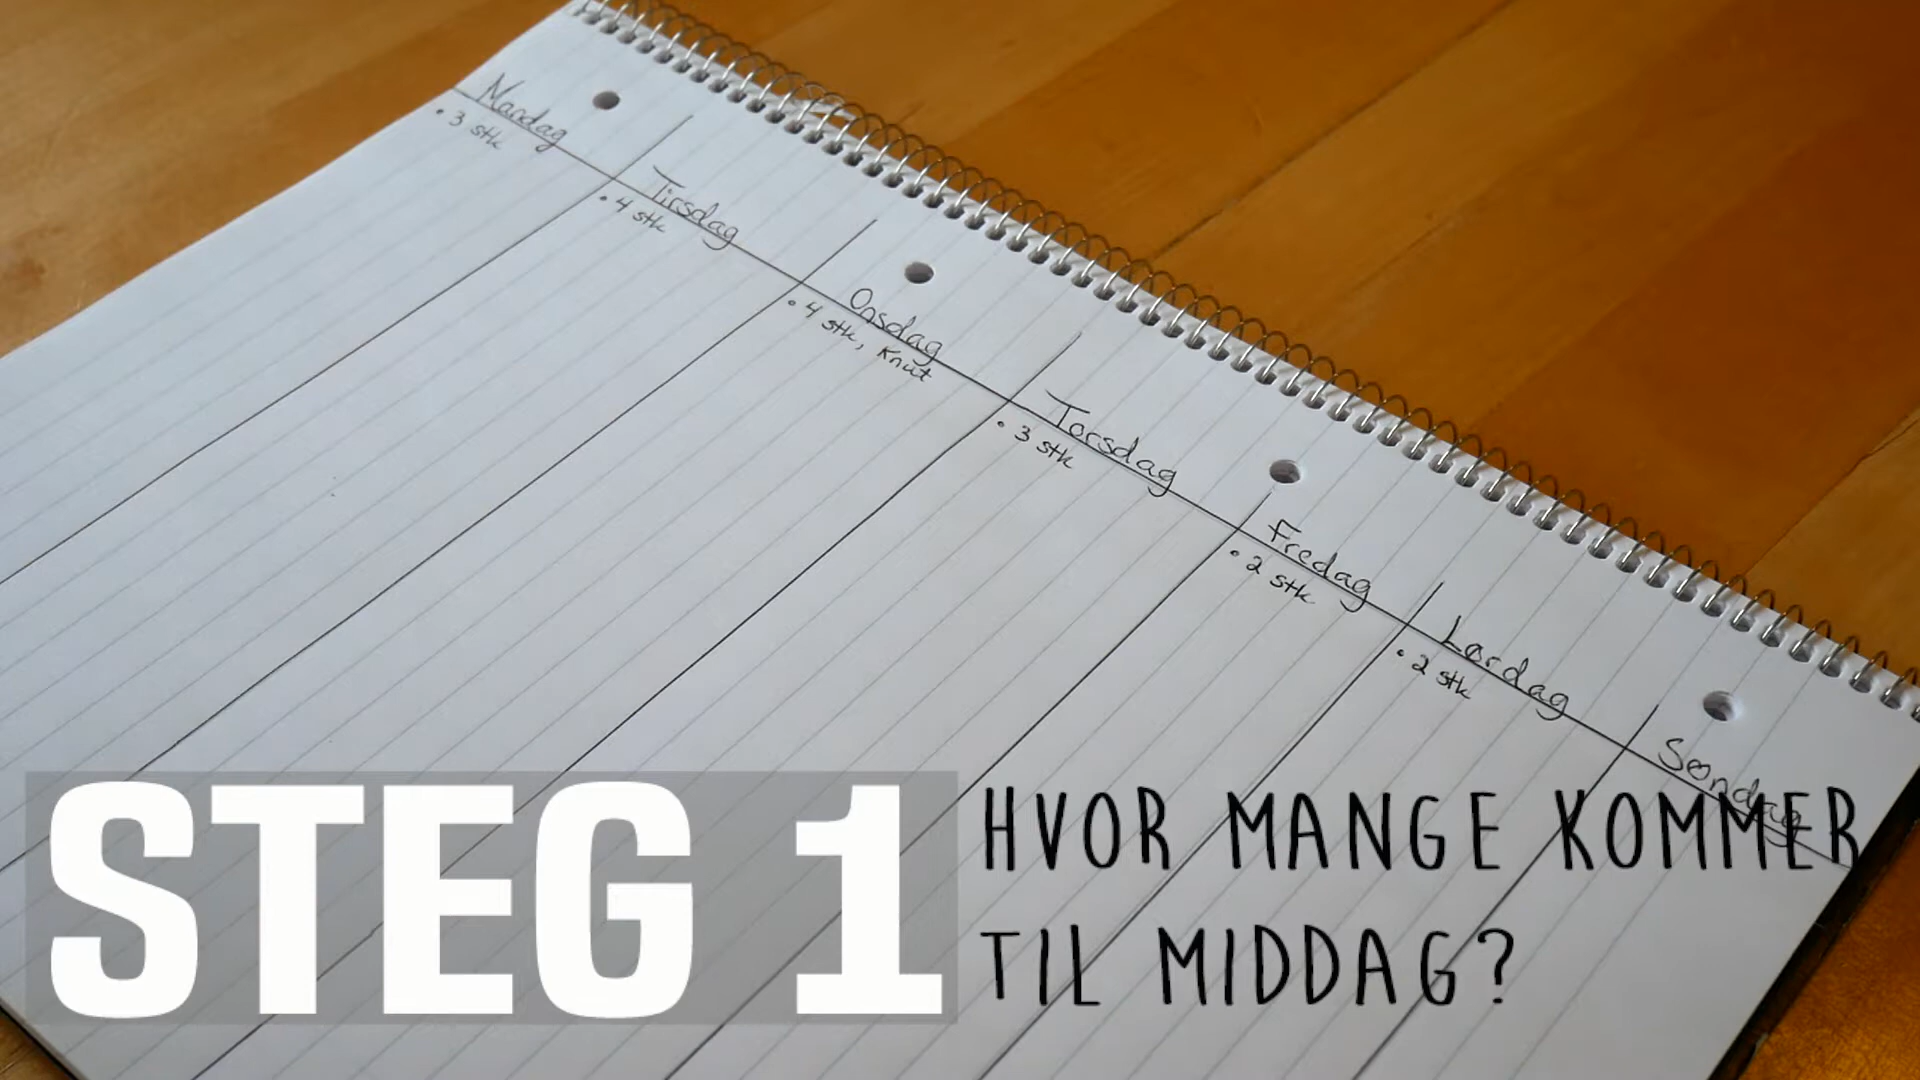 Mandag
• 3 stk
Tirsdag
• 4 stk
Onsdag
• 4 stk, Knut
Torsdag
• 3 stk
Fredag
• 2 stk
Lørdag
• 2 stk
Søndag
STEG 1
HVOR MANGE KOMMER
TIL MIDDAG?